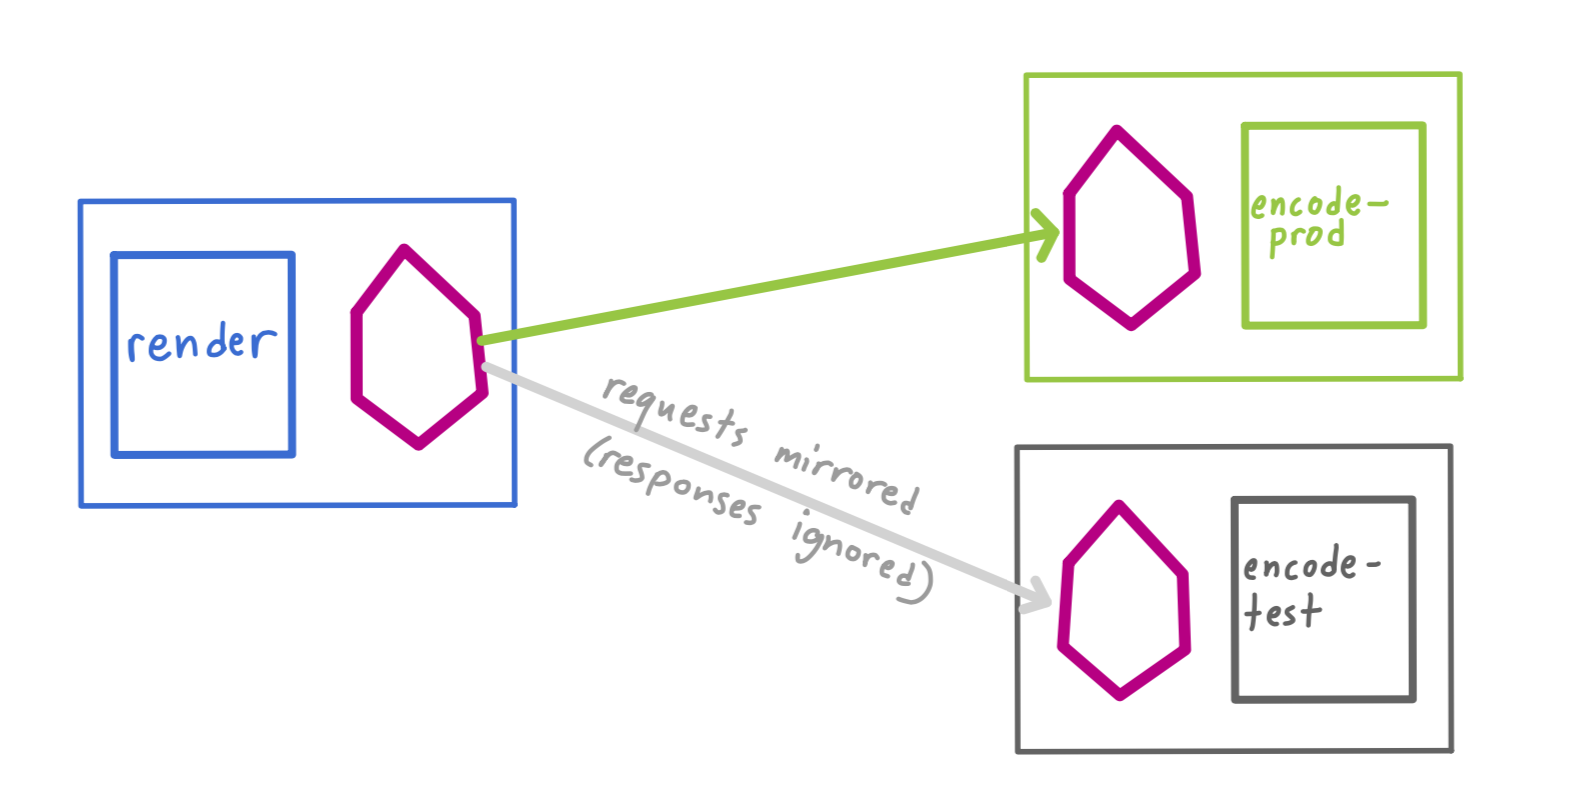 render
requests mirrored
(responses ignored)
encode-
prod
encode-
test